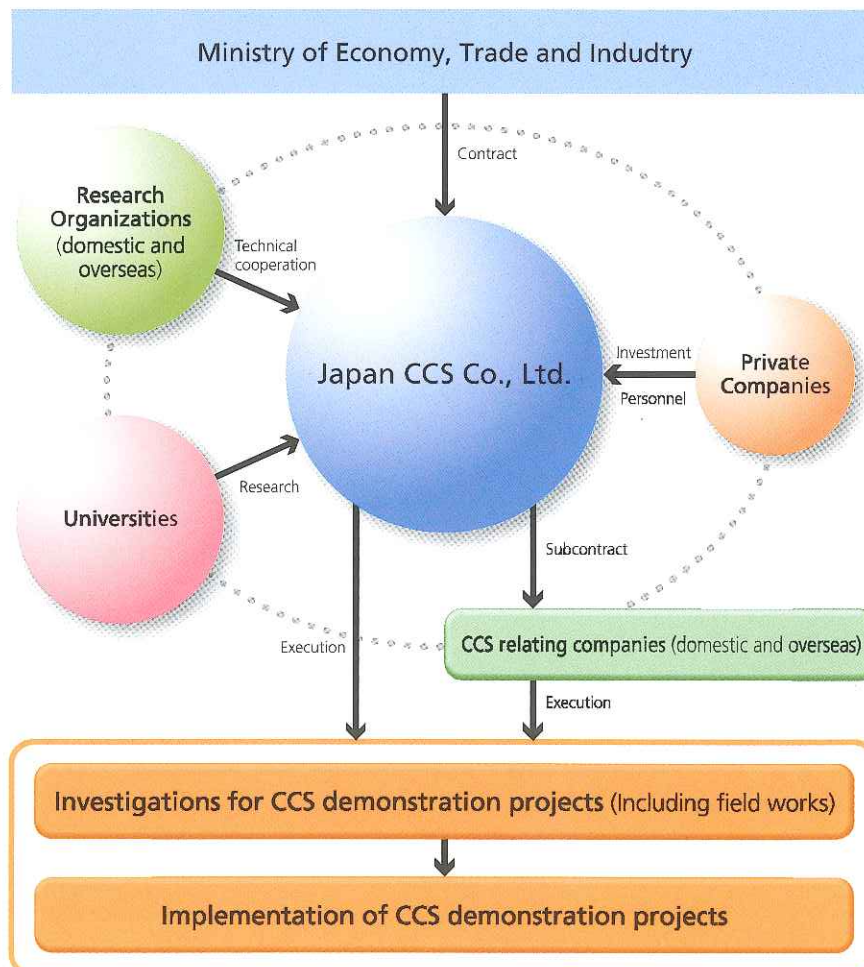 Ministry of Economy, Trade and Indudtry
Contract
Research
Organizations
(domestic and
overseas)
Technical
cooperation
Japan CCS Co., Ltd.
Investment
Personnel
Private
Companies
Universities
Research
Subcontract
CCS relating companies (domestic and overseas)
Execution
Execution
Investigations for CCS demonstration projects (Including field works)
Implementation of CCS demonstration projects